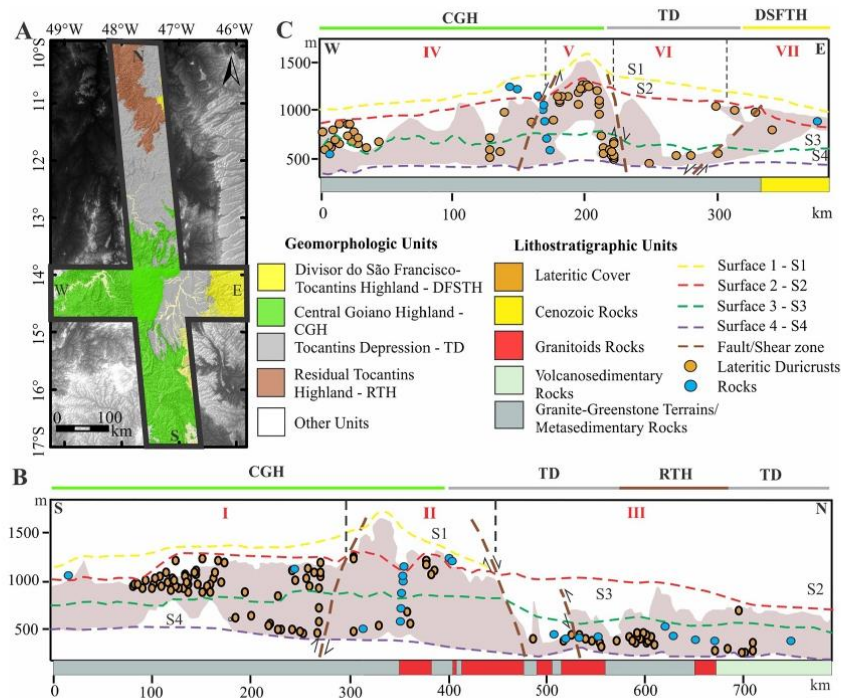 A
49°W 48°W 47°W 46°W
10°S
N
11°
12°
13°
14°
W E
15°
16°
0 100
km
17°S
S
C
CGH TD DSFTH
m
W E
IV V VI VII
1500
S1
S2
1000
S3
500
S4
0 100 200 300 km
Geomorphologic Units
Divisor do São Francisco-
Tocantins Highland - DFSTH
Central Goiano Highland -
CGH
Tocantins Depression - TD
Residual Tocantins
Highland - RTH
Other Units
Lithostratigraphic Units
Lateritic Cover
Cenozoic Rocks
Granitoids Rocks
Volcanosedimentary
Rocks
Granite-Greenstone Terrains/
Metasedimentary Rocks
Surface 1 - S1
Surface 2 - S2
Surface 3 - S3
Surface 4 - S4
Fault/Shear zone
Lateritic Duricrusts
Rocks
B
CGH TD RTH TD
m
S N
I II III
1500
S1
1000
S3 S2
S4
500
0 100 200 300 400 500 600 700 km